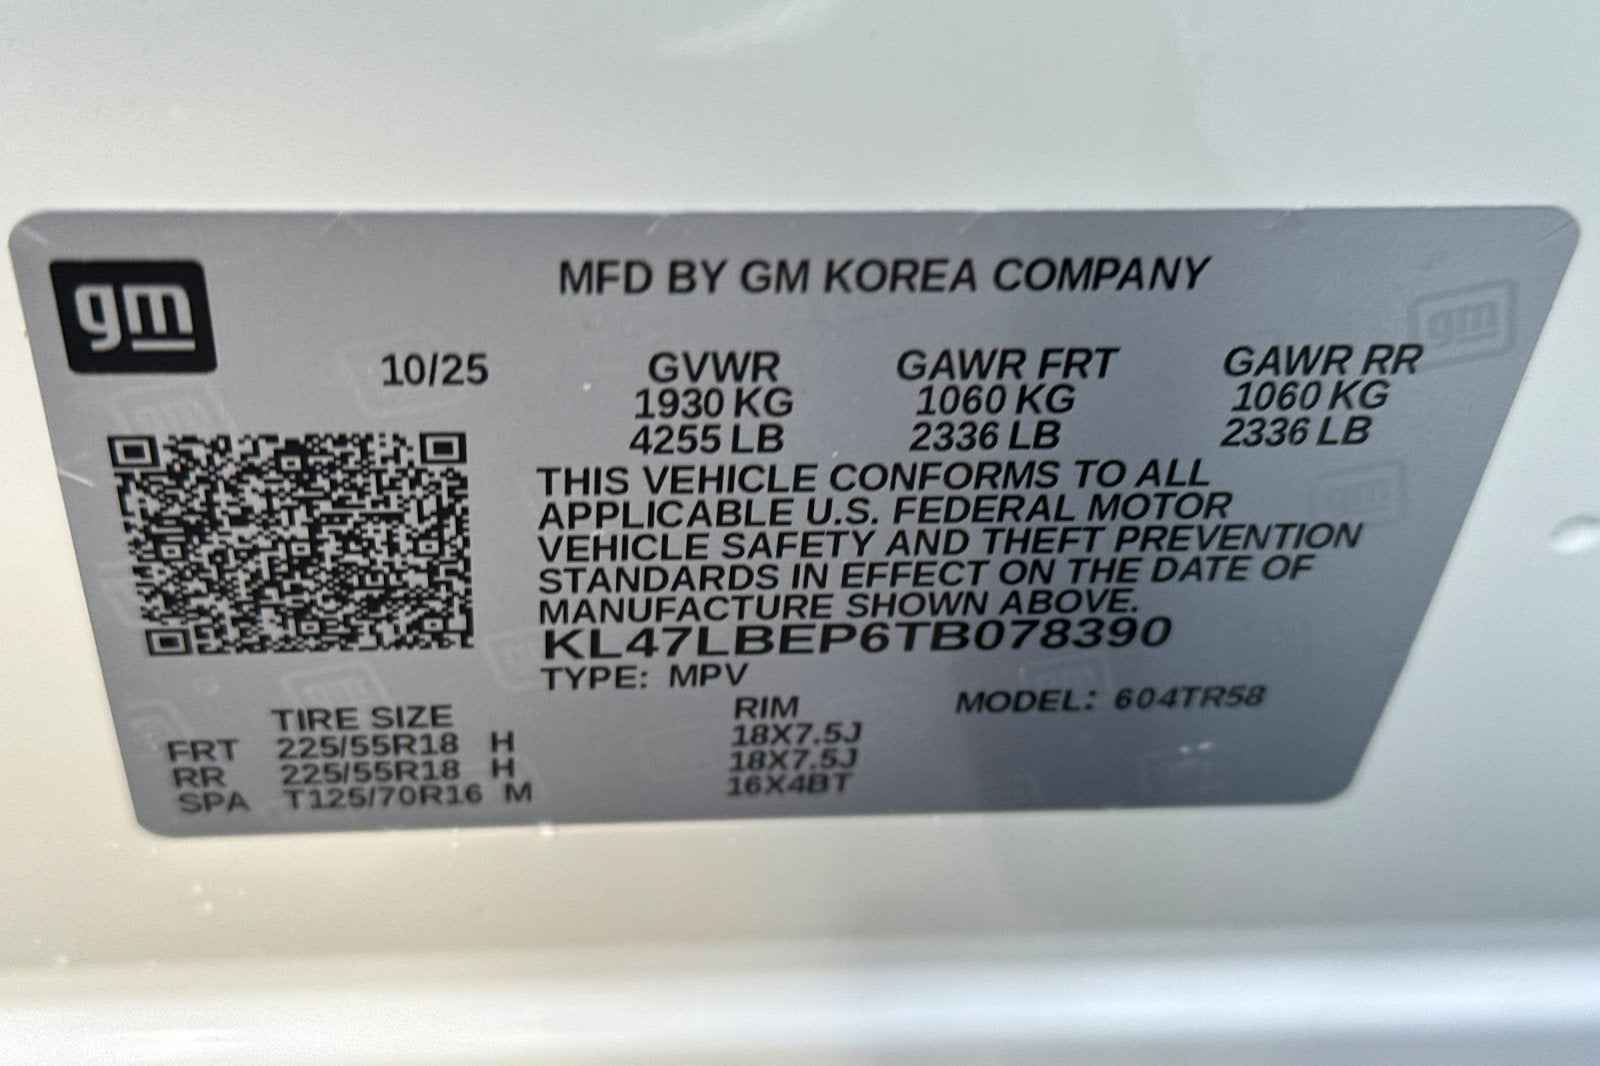 gm
MFD BY GM KOREA COMPANY
10/25 GVWR GAWR FRT GAWR RR
1930 KG 1060 KG 1060 KG
4255 LB 2336 LB 2336 LB
THIS VEHICLE CONFORMS TO ALL
APPLICABLE U.S. FEDERAL MOTOR
VEHICLE SAFETY AND THEFT PREVENTION
STANDARDS IN EFFECT ON THE DATE OF
MANUFACTURE SHOWN ABOVE.
KL47LBEP6TB078390
TYPE: MPV
TIRE SIZE RIM MODEL: 604TR58
FRT 225/55R18 H 18X7.5J
RR 225/55R18 H 18X7.5J
SPA T125/70R16 M 16X4BT